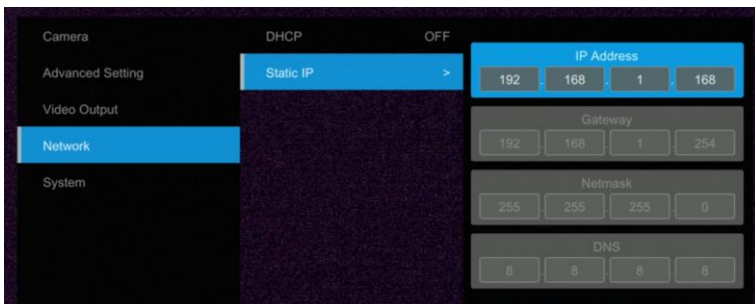 Camera
Advanced Setting
Video Output
Network
System
DHCP OFF
Static IP >
IP Address
192 . 168 . 1 . 168
Gateway
192 . 168 . 1 . 254
Netmask
255 . 255 . 255 . 0
DNS
8 . 8 . 8 . 8